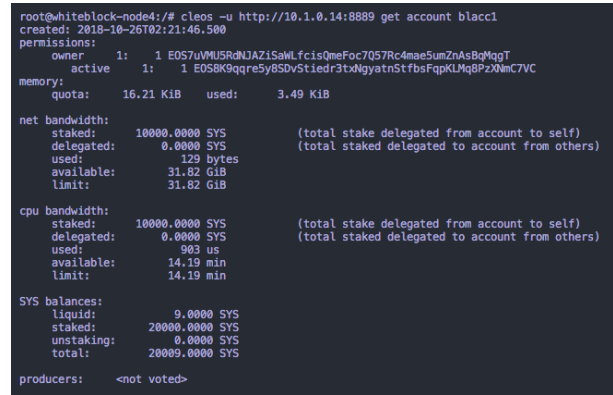 root@whiteblock-node4:/# cleos -u http://10.1.0.14:8889 get account blacc1
created: 2018-10-26T02:21:46.500
permissions:
     owner     1:    1 EOS7uVMU5RdNJAZiSaWLfcisQmeFoc7Q57Rc4mae5umZnAsBqMqgT
        active     1:    1 EOS8K9qqre5y8SDvStiedr3txNgyatnStfbsFqpKLMq8PzXNmC7VC
memory:
     quota:     16.21 KiB    used:     3.49 KiB
net bandwidth:
     staked:     10000.0000 SYS     (total stake delegated from account to self)
     delegated:     0.0000 SYS     (total staked delegated to account from others)
     used:     129 bytes
     available:     31.82 GiB
     limit:     31.82 GiB
cpu bandwidth:
     staked:     10000.0000 SYS     (total stake delegated from account to self)
     delegated:     0.0000 SYS     (total staked delegated to account from others)
     used:     903 us
     available:     14.19 min
     limit:     14.19 min
SYS balances:
     liquid:     9.0000 SYS
     staked:     20000.0000 SYS
     unstaking:     0.0000 SYS
     total:     20009.0000 SYS
producers:     <not voted>